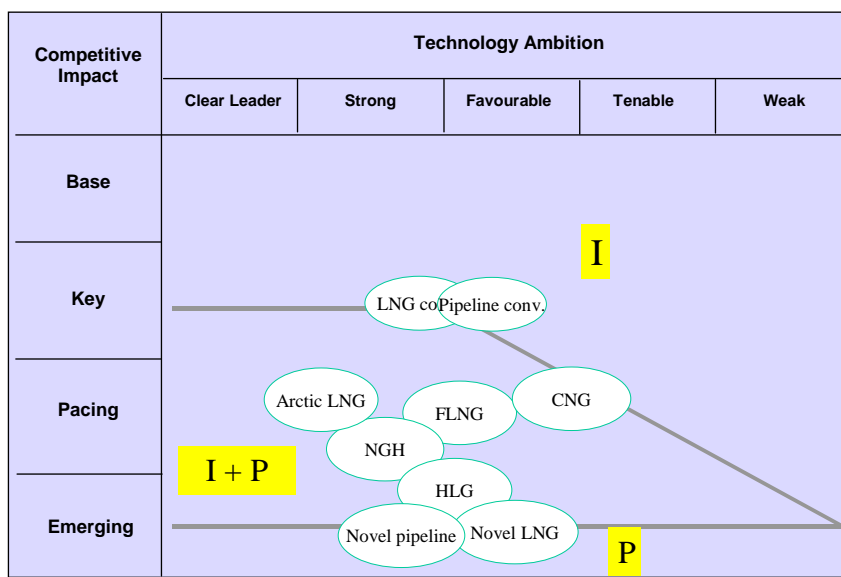 Competitive
Impact
Technology Ambition
Clear Leader
Strong
Favourable
Tenable
Weak
Base
I
Key
LNG co
Pipeline conv.
Pacing
Arctic LNG
FLNG
CNG
NGH
I + P
HLG
Emerging
Novel pipeline
Novel LNG
P